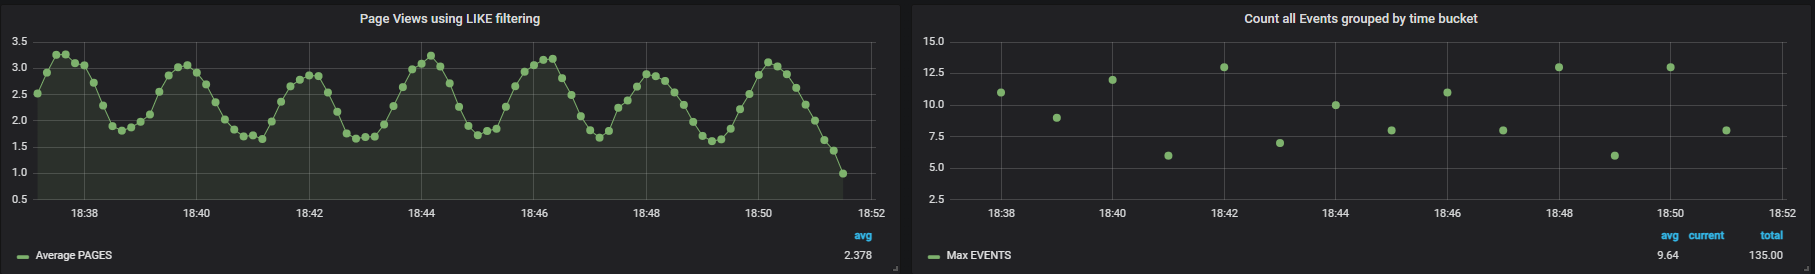 Page Views using LIKE filtering
3.5
3.0
2.5
2.0
1.5
1.0
0.5
18:38 18:40 18:42 18:44 18:46 18:48 18:50 18:52
avg
Average PAGES 2.378
Count all Events grouped by time bucket
15.0
12.5
10.0
7.5
5.0
2.5
18:38 18:40 18:42 18:44 18:46 18:48 18:50 18:52
avg current total
Max EVENTS 9.64 135.00